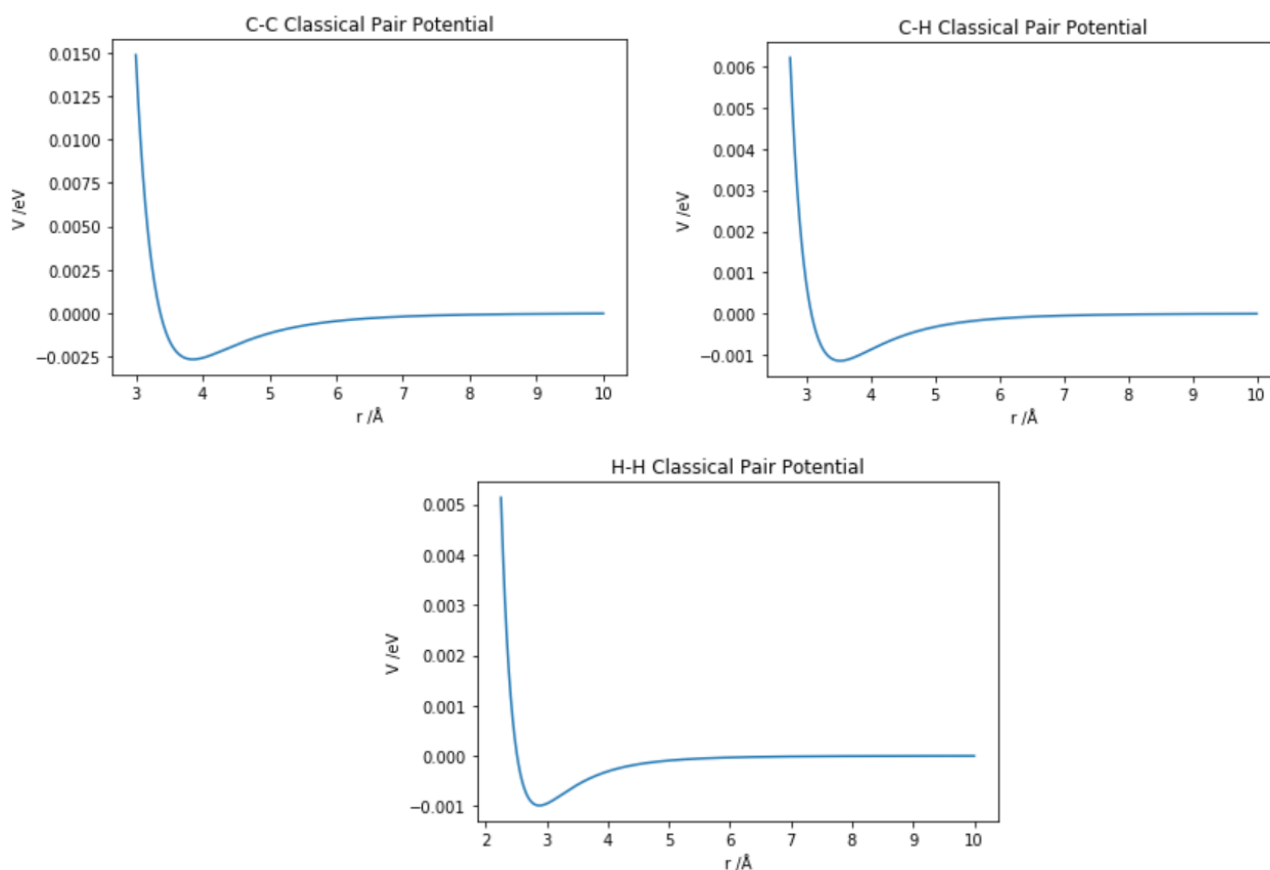 C-C Classical Pair Potential
0.0150
0.0125
0.0100
0.0075
0.0050
0.0025
0.0000
−0.0025
V /eV
3 4 5 6 7 8 9 10
r /Å
C-H Classical Pair Potential
0.006
0.005
0.004
0.003
0.002
0.001
0.000
−0.001
V /eV
3 4 5 6 7 8 9 10
r /Å
H-H Classical Pair Potential
0.005
0.004
0.003
0.002
0.001
0.000
−0.001
V /eV
2 3 4 5 6 7 8 9 10
r /Å